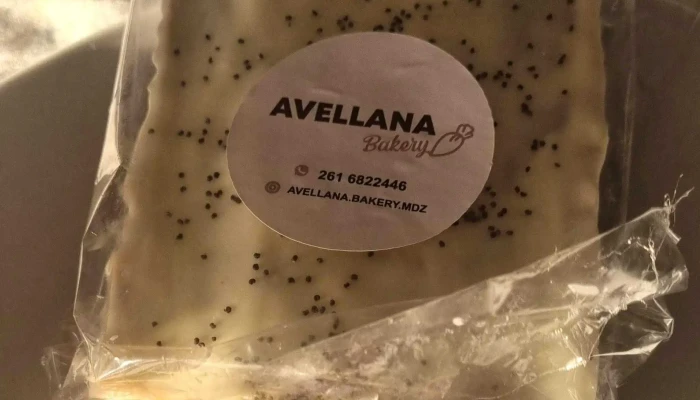 AVELLANA
Bakery
261 6822446
AVELLANA.BAKERY.MDZ